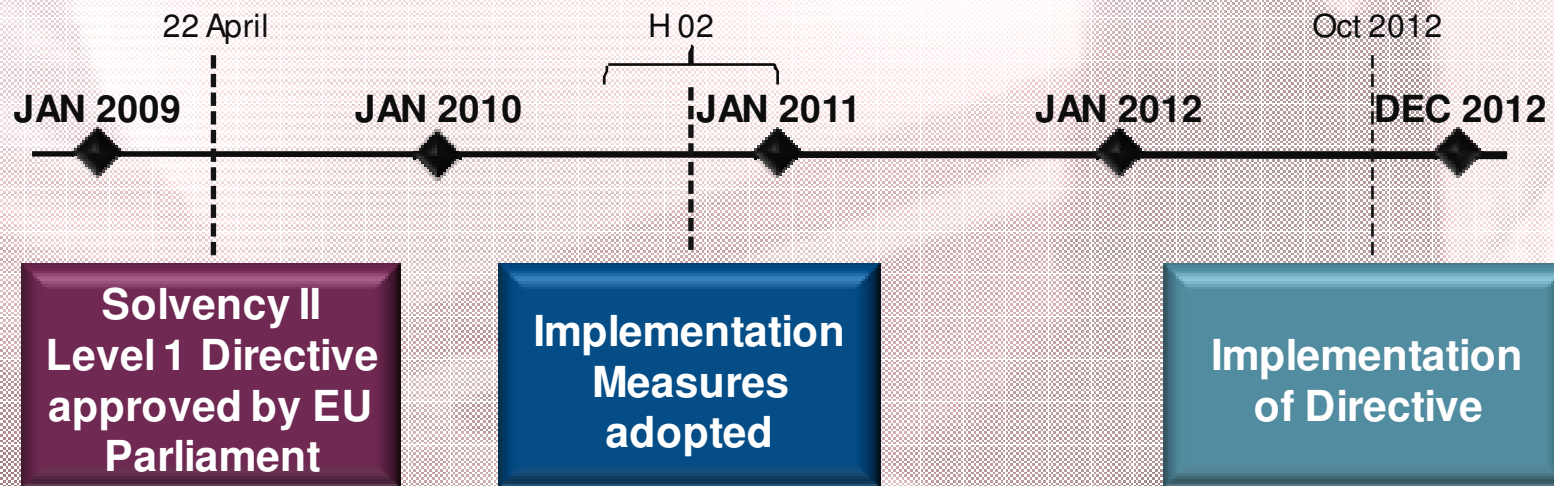 22 April
H 02
Oct 2012
JAN 2009
JAN 2010
JAN 2011
JAN 2012
DEC 2012
Solvency II
Level 1 Directive
approved by EU
Parliament
Implementation
Measures
adopted
Implementation
of Directive